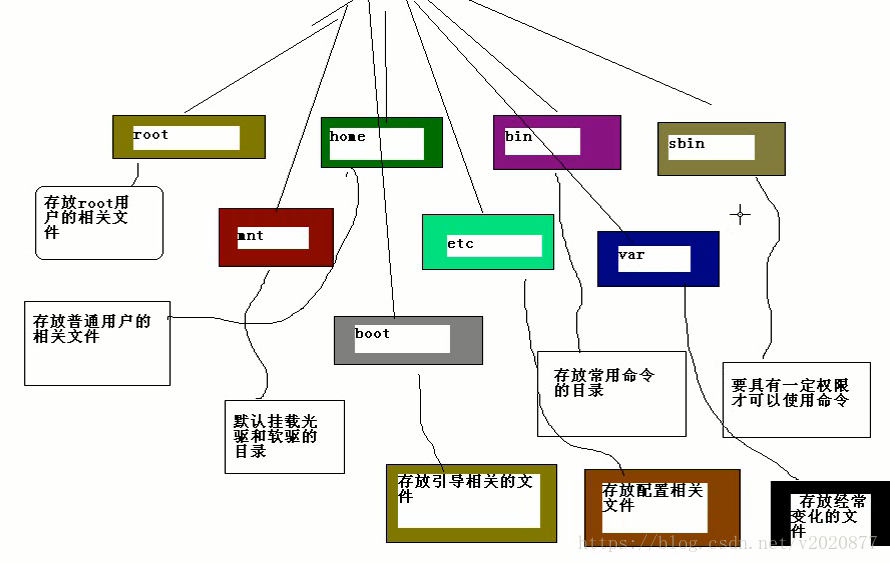 root
home
bin
sbin
存放root用
户的相关文
件
mnt
etc
var
存放普通用户的
相关文件
boot
存放常用命令
的目录
要具有一定权限
才可以使用命令
默认挂载光
驱和软驱的
目录
存放引导相关的文
件
存放配置相关
文件
存放经常
变化的文
件
https://blog.csdn.net/v2020877